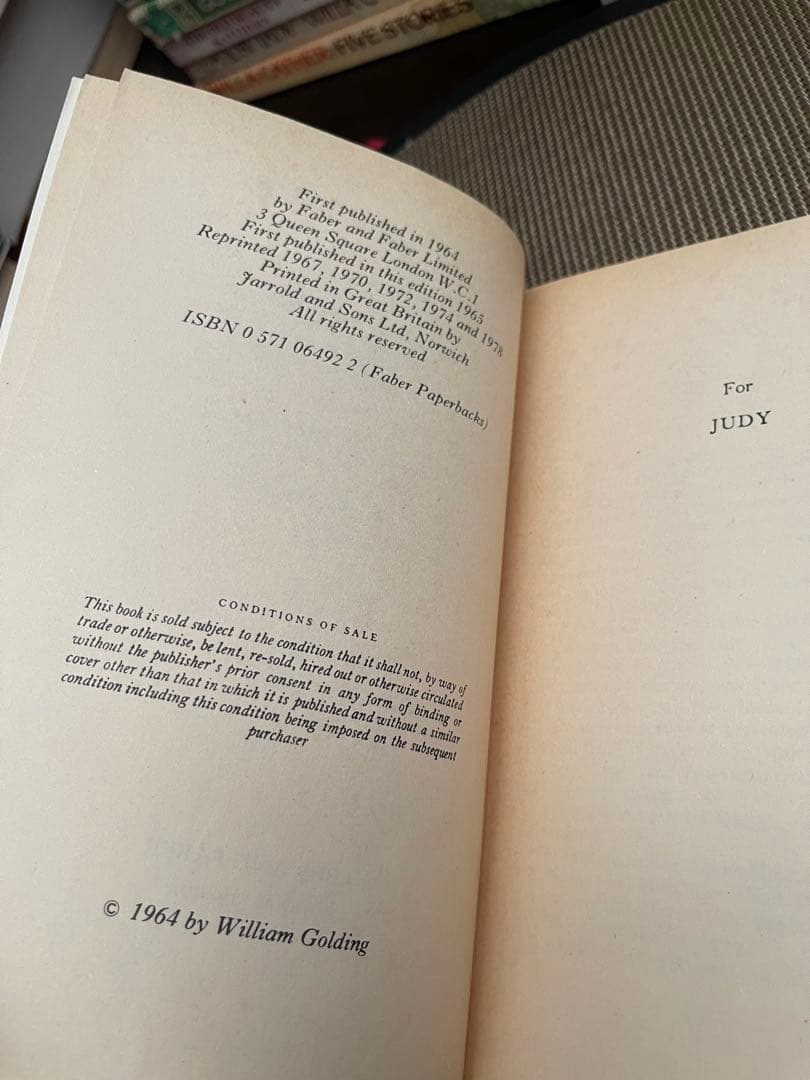 FIVE STORIES
First published in 1964
by Faber and Faber Limited
3 Queen Square London W.C.1
First published in this edition 1965
Reprinted 1967, 1970, 1972, 1974 and 1978
Printed in Great Britain by
Jarrold and Sons Ltd, Norwich
All rights reserved
ISBN 0 571 06492 2 (Faber Paperbacks)
CONDITIONS OF SALE
This book is sold subject to the condition that it shall not, by way of
trade or otherwise, be lent, re-sold, hired out or otherwise circulated
without the publisher's prior consent in any form of binding or
cover other than that in which it is published and without a similar
condition including this condition being imposed on the subsequent
purchaser
© 1964 by William Golding
For
JUDY